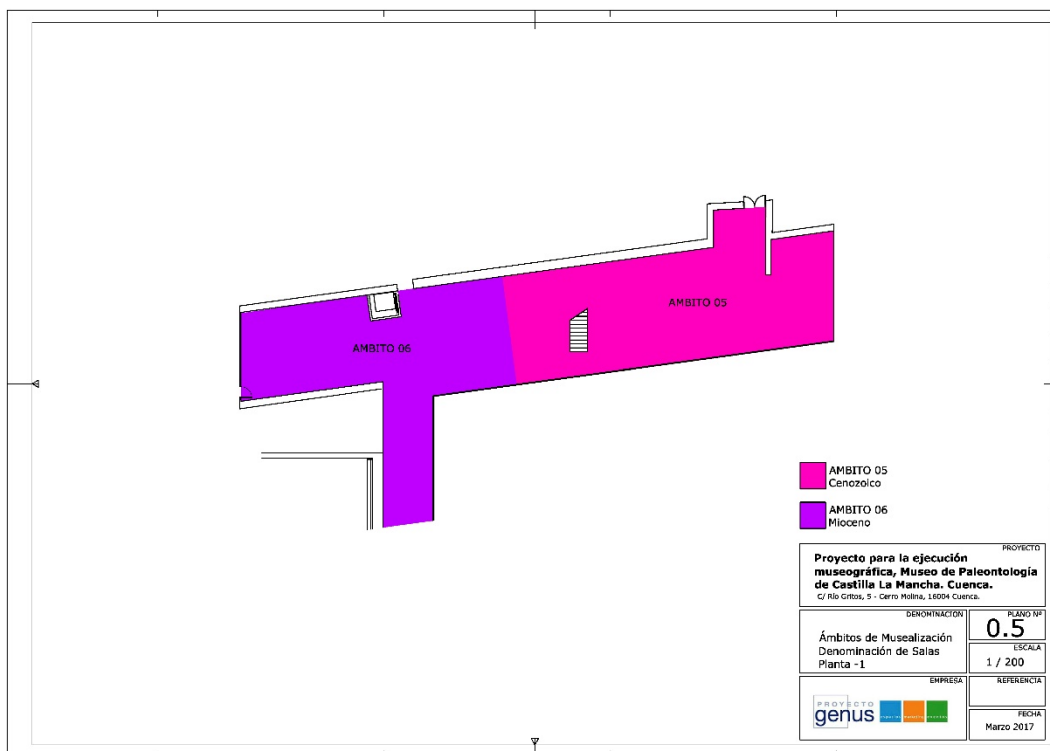 AMBITO 05
AMBITO 06
AMBITO 05
Cenozoico
AMBITO 06
Mioceno
PROYECTO
Proyecto para la ejecución
museográfica, Museo de Paleontología
de Castilla La Mancha. Cuenca.
C/ Río Gritos, 5 - Cerro Molina, 16004 Cuenca.
DENOMINACIÓN
Ámbitos de Musealización
Denominación de Salas
Planta -1
PLANO Nº
0.5
ESCALA
1 / 200
EMPRESA
PROYECTO
genus
REFERENCIA
FECHA
Marzo 2017